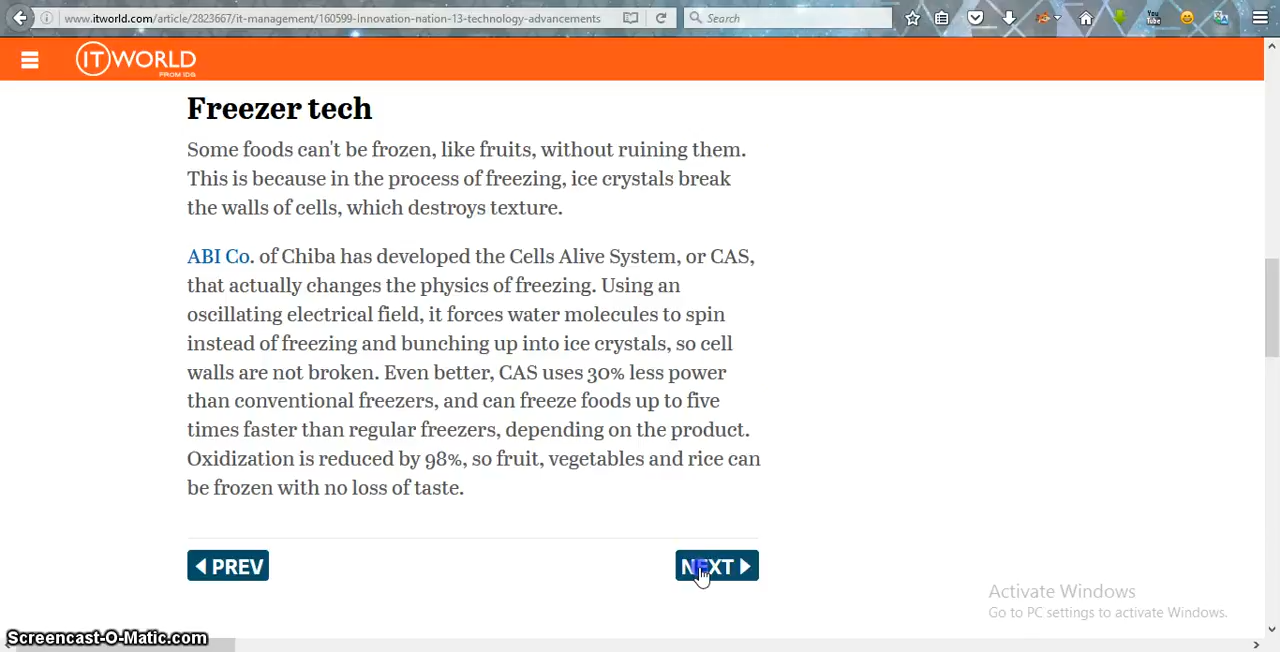 www.itworld.com/article/2823667/it-management/160599-Innovation-nation-13-technology-advancements
Search
You Tube
ITWORLD
FROM IDG
Freezer tech
Some foods can't be frozen, like fruits, without ruining them.
This is because in the process of freezing, ice crystals break
the walls of cells, which destroys texture.
ABI Co. of Chiba has developed the Cells Alive System, or CAS,
that actually changes the physics of freezing. Using an
oscillating electrical field, it forces water molecules to spin
instead of freezing and bunching up into ice crystals, so cell
walls are not broken. Even better, CAS uses 30% less power
than conventional freezers, and can freeze foods up to five
times faster than regular freezers, depending on the product.
Oxidization is reduced by 98%, so fruit, vegetables and rice can
be frozen with no loss of taste.
PREV
NEXT
Activate Windows
Go to PC settings to activate Windows.
Screencast-O-Matic.com